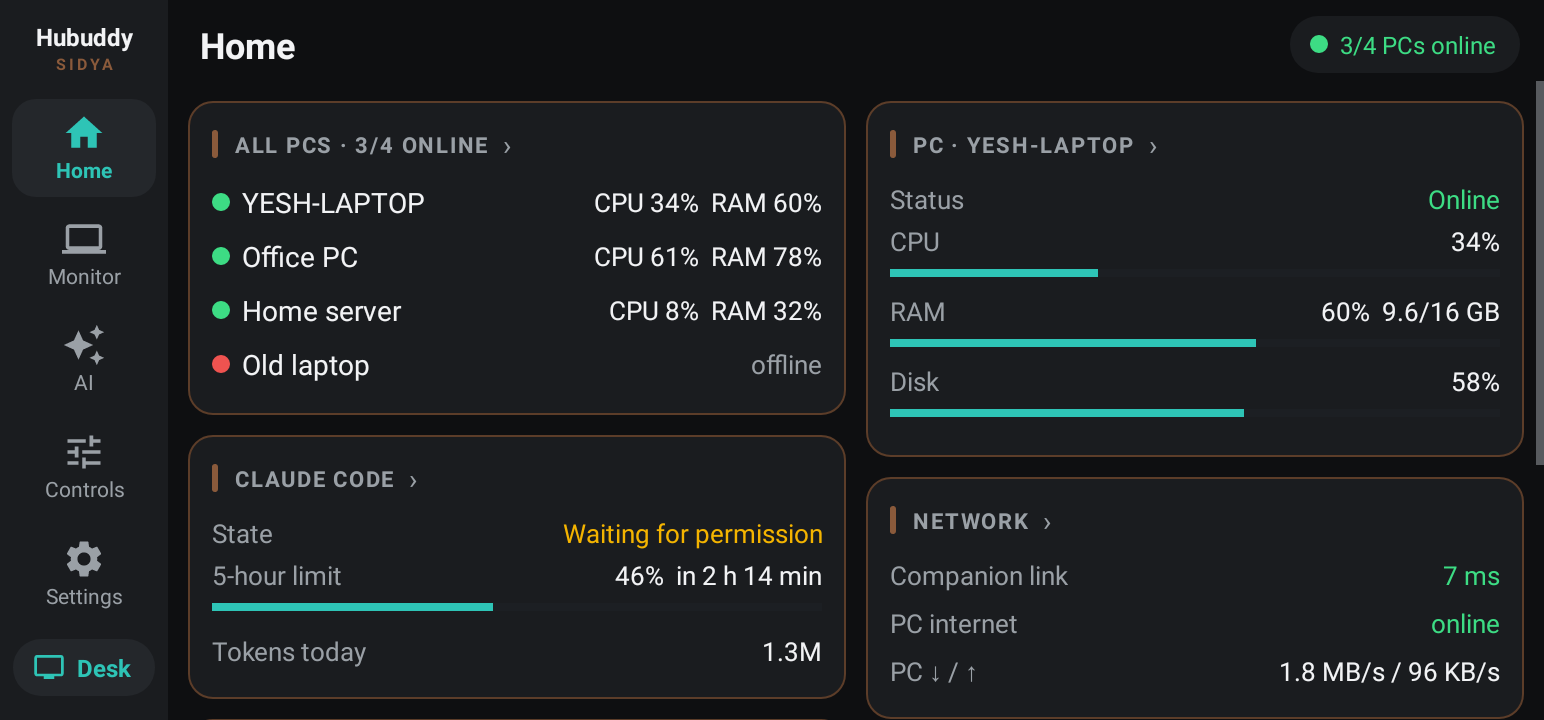 Hubuddy
SIDYA
Home
Monitor
AI
Controls
Settings
Desk
Home
3/4 PCs online
ALL PCS · 3/4 ONLINE ›
YESH-LAPTOP CPU 34% RAM 60%
Office PC CPU 61% RAM 78%
Home server CPU 8% RAM 32%
Old laptop offline
CLAUDE CODE ›
State Waiting for permission
5-hour limit 46% in 2 h 14 min
Tokens today 1.3M
PC · YESH-LAPTOP ›
Status Online
CPU 34%
RAM 60% 9.6/16 GB
Disk 58%
NETWORK ›
Companion link 7 ms
PC internet online
PC ↓ / ↑ 1.8 MB/s / 96 KB/s